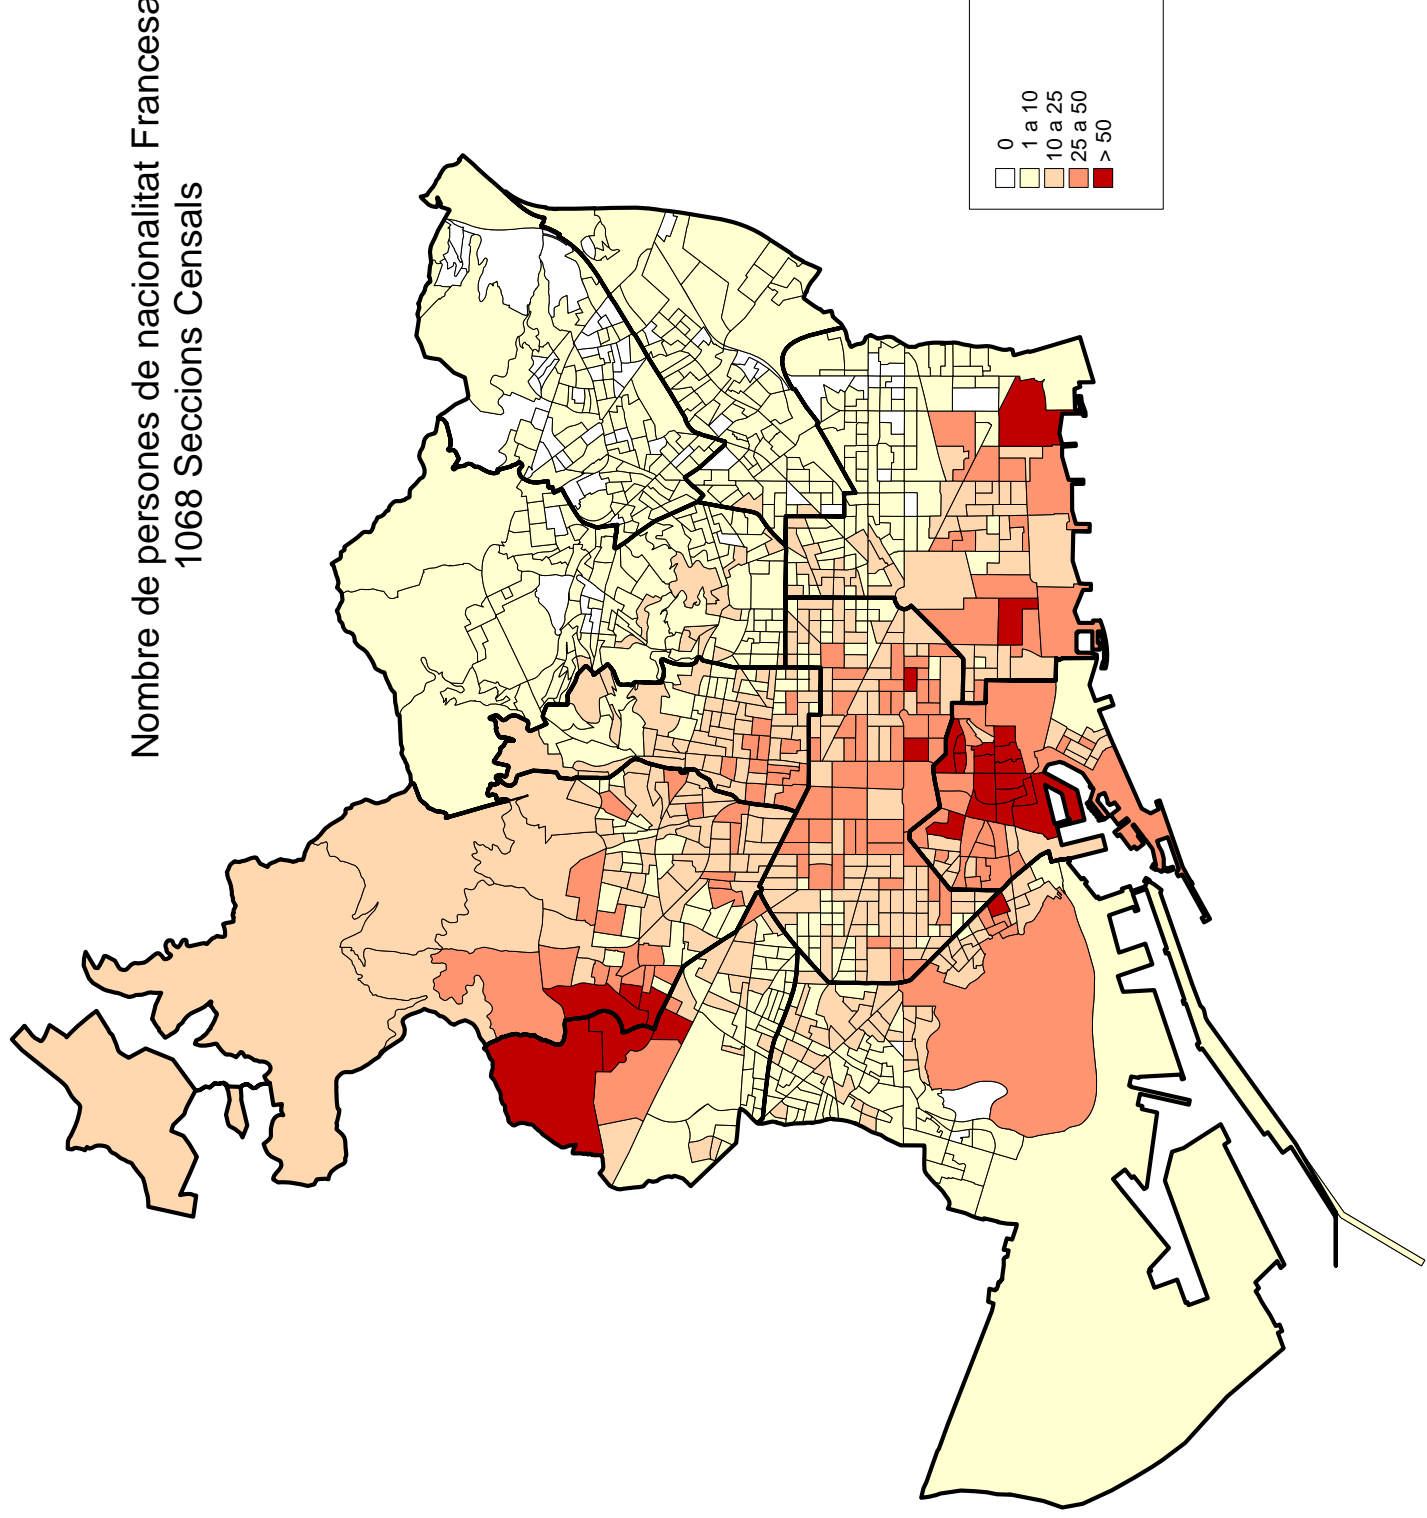 Nombre de persones de nacionalitat Francesa
1068 Seccions Censals
0
1 a 10
10 a 25
25 a 50
> 50